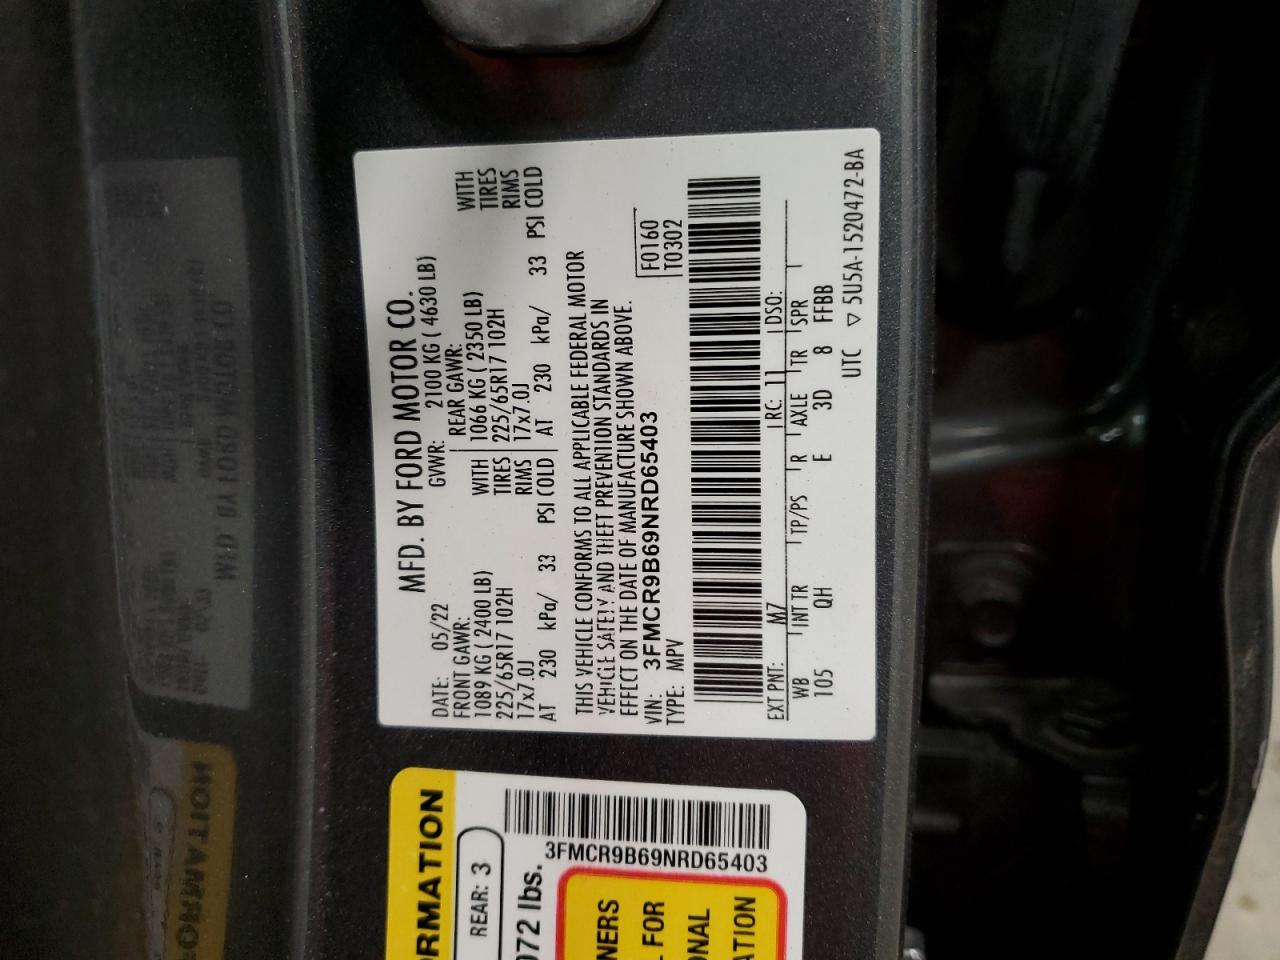 MFD. BY FORD MOTOR CO.
DATE: 05/22 GVWR: 2100 KG ( 4630 LB)
FRONT GAWR: REAR GAWR:
1089 KG ( 2400 LB) WITH 1066 KG ( 2350 LB) WITH
225/65R17 102H TIRES 225/65R17 102H TIRES
17x7.0J RIMS 17x7.0J RIMS
AT 230 kPa/ 33 PSI COLD AT 230 kPa/ 33 PSI COLD
THIS VEHICLE CONFORMS TO ALL APPLICABLE FEDERAL MOTOR
VEHICLE SAFETY AND THEFT PREVENTION STANDARDS IN
EFFECT ON THE DATE OF MANUFACTURE SHOWN ABOVE.
VIN: 3FMCR9B69NRD65403
TYPE: MPV
F0160
T0302
EXT PNT: M7 RC: 11 DSO:
WB INT TR TP/PS R AXLE TR SPR
105 QH E 3D 8 FFBB
UTC ▽ 5U5A-1520472-BA
ORMATION
REAR: 3
072 lbs.
3FMCR9B69NRD65403
NERS
FOR
ONAL
ATION